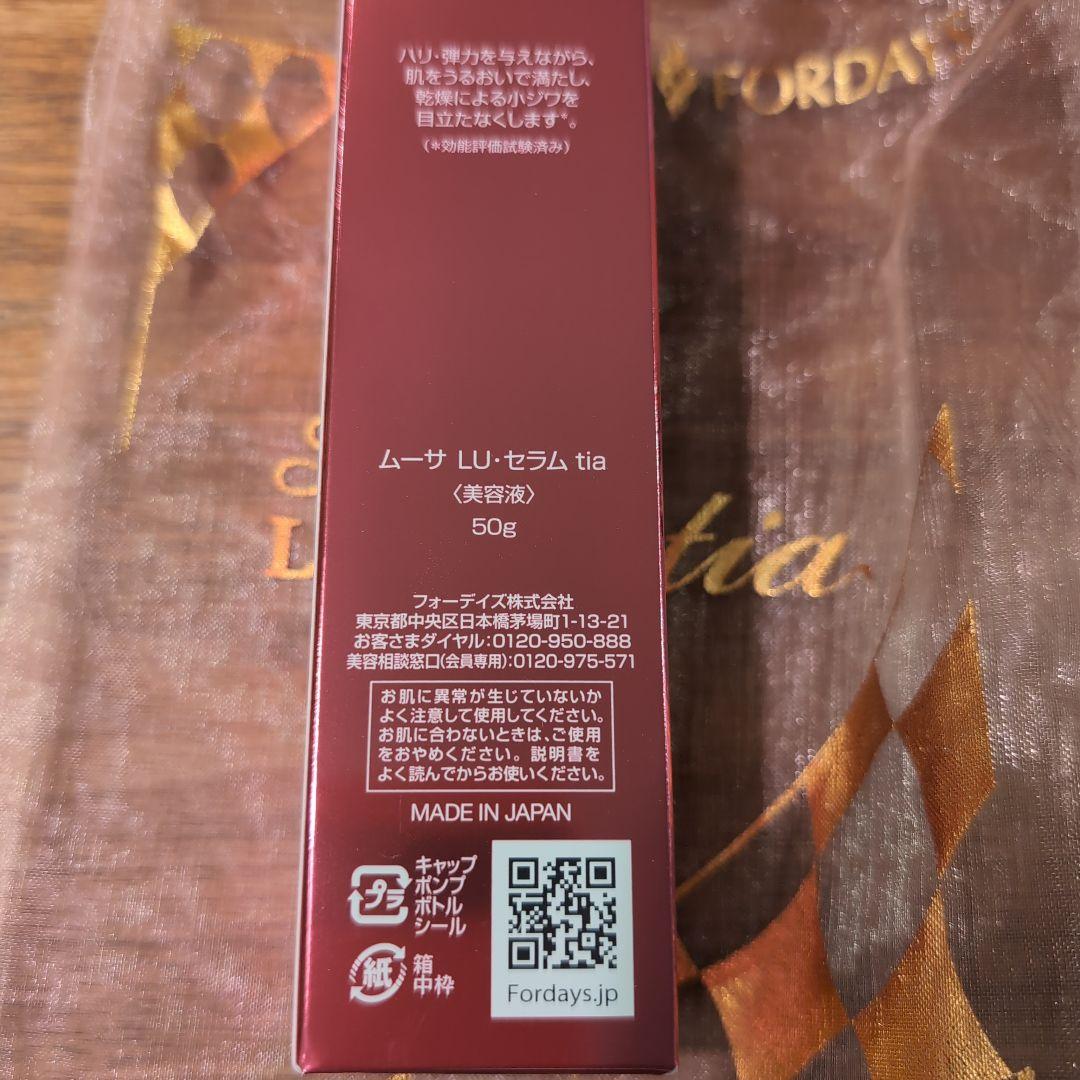 ハリ・弾力を与えながら、
肌をうるおいで満たし、
乾燥による小ジワを
目立たなくします*。
(*効能評価試験済み)
FORDAYS
ムーサ LU・セラム tia
〈美容液〉
50g
tia
フォーデイズ株式会社
東京都中央区日本橋茅場町1-13-21
お客さまダイヤル:0120-950-888
美容相談窓口(会員専用):0120-975-571
お肌に異常が生じていないか
よく注意して使用してください。
お肌に合わないときは、ご使用
をおやめください。説明書を
よく読んでからお使いください。
MADE IN JAPAN
プラ
キャップ
ポンプ
ボトル
シール
紙
箱
中枠
Fordays.jp